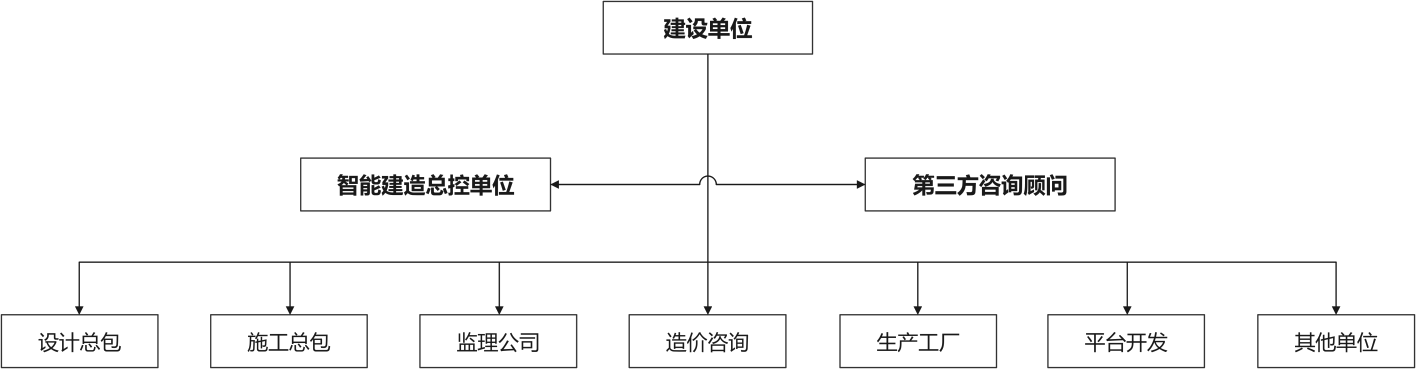 建设单位
智能建造总控单位
第三方咨询顾问
设计总包
施工总包
监理公司
造价咨询
生产工厂
平台开发
其他单位